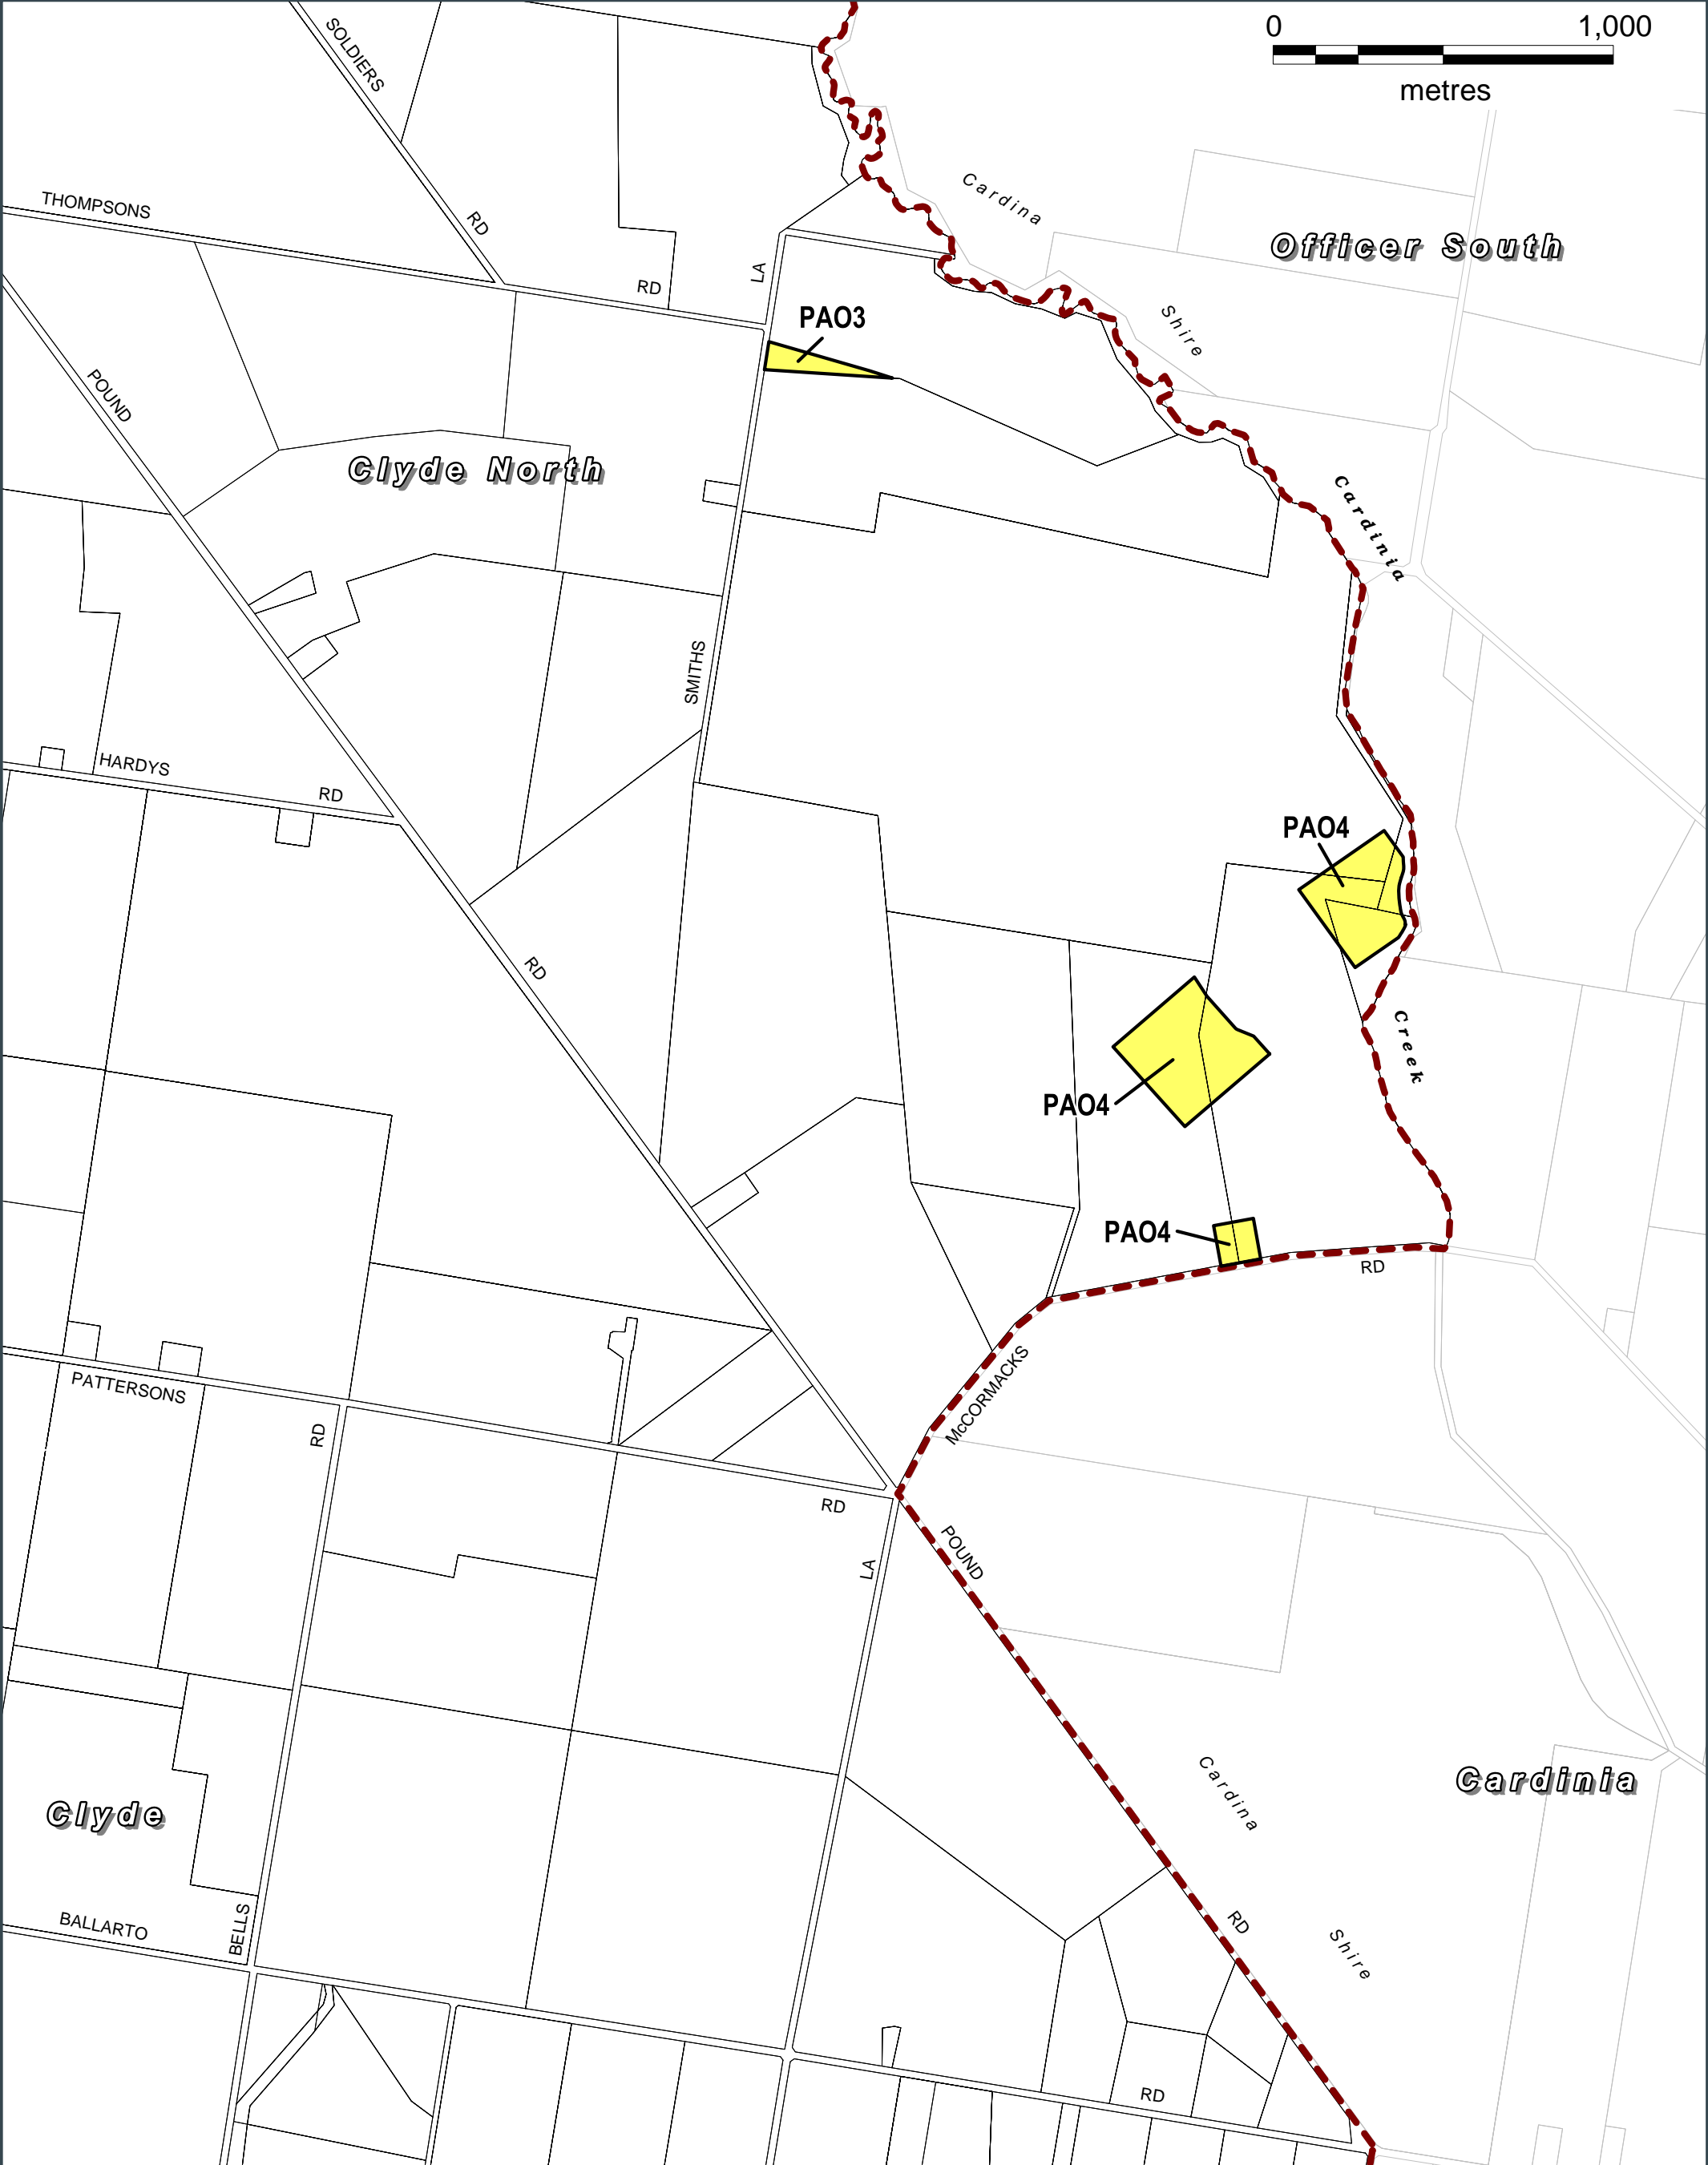 0 1,000
metres
SOLDIERS
RD
THOMPSONS
RD
LA
Cardina
Shire
Officer South
PAO3
POUND
Clyde North
Cardinia
SMITHS
HARDYS
RD
PAO4
RD
Creek
PAO4
PAO4
RD
McCORMACKS
PATTERSONS
RD
RD
POUND
LA
Cardina
Cardinia
Clyde
BELLS
BALLARTO
RD
Shire
RD